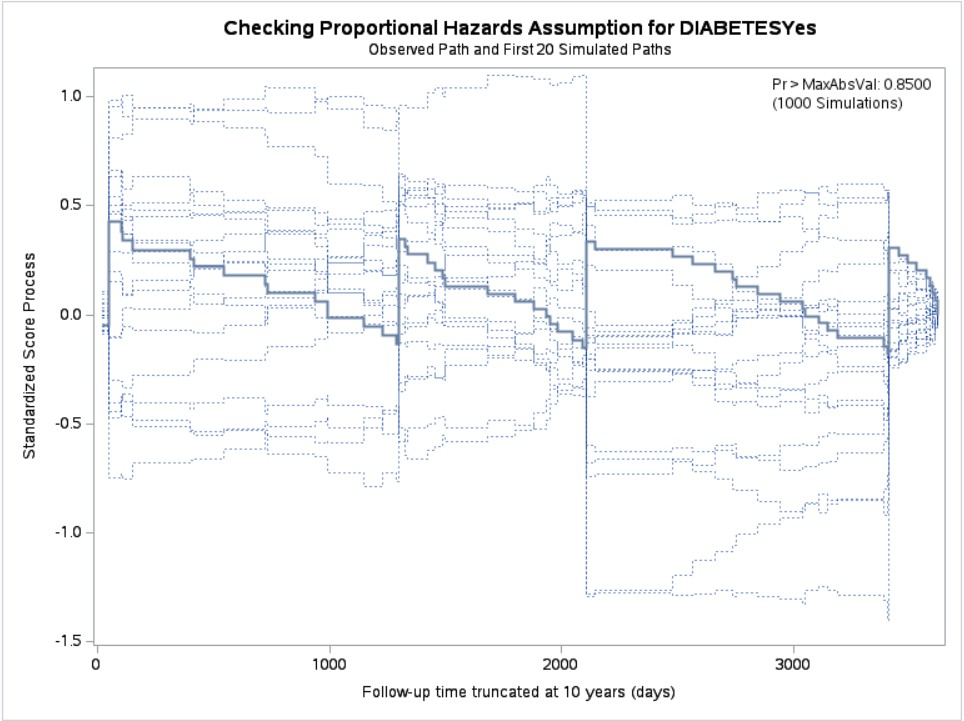 Checking Proportional Hazards Assumption for DIABETESYes
Observed Path and First 20 Simulated Paths
Pr > MaxAbsVal: 0.8500
(1000 Simulations)
1.0
0.5
0.0
-0.5
-1.0
-1.5
Standardized Score Process
0
1000
2000
3000
Follow-up time truncated at 10 years (days)